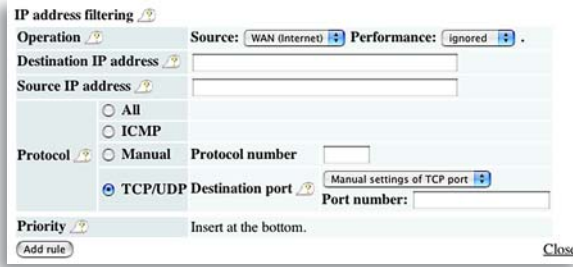 IP address filtering
Operation Source: WAN (Internet) Performance: ignored .
Destination IP address
Source IP address
All
ICMP
Protocol Manual Protocol number
TCP/UDP Destination port Manual settings of TCP port
Port number:
Priority Insert at the bottom.
Add rule Close